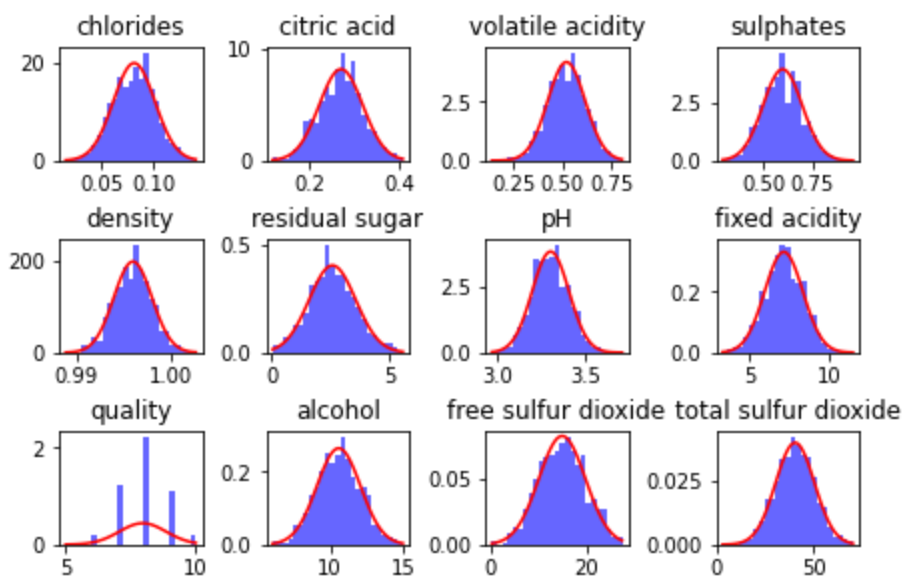 chlorides citric acid volatile acidity sulphates
20 10 2.5 2.5
0 0 0.0 0.0
0.05 0.10 0.2 0.4 0.25 0.50 0.75 0.50 0.75
density residual sugar pH fixed acidity
200 0.5 2.5 0.2
0 0.0 0.0 0.0
0.99 1.00 0 5 3.0 3.5 5 10
quality alcohol free sulfur dioxide total sulfur dioxide
2 0.2 0.05 0.025
0 0.0 0.00 0.000
5 10 10 15 0 20 0 50